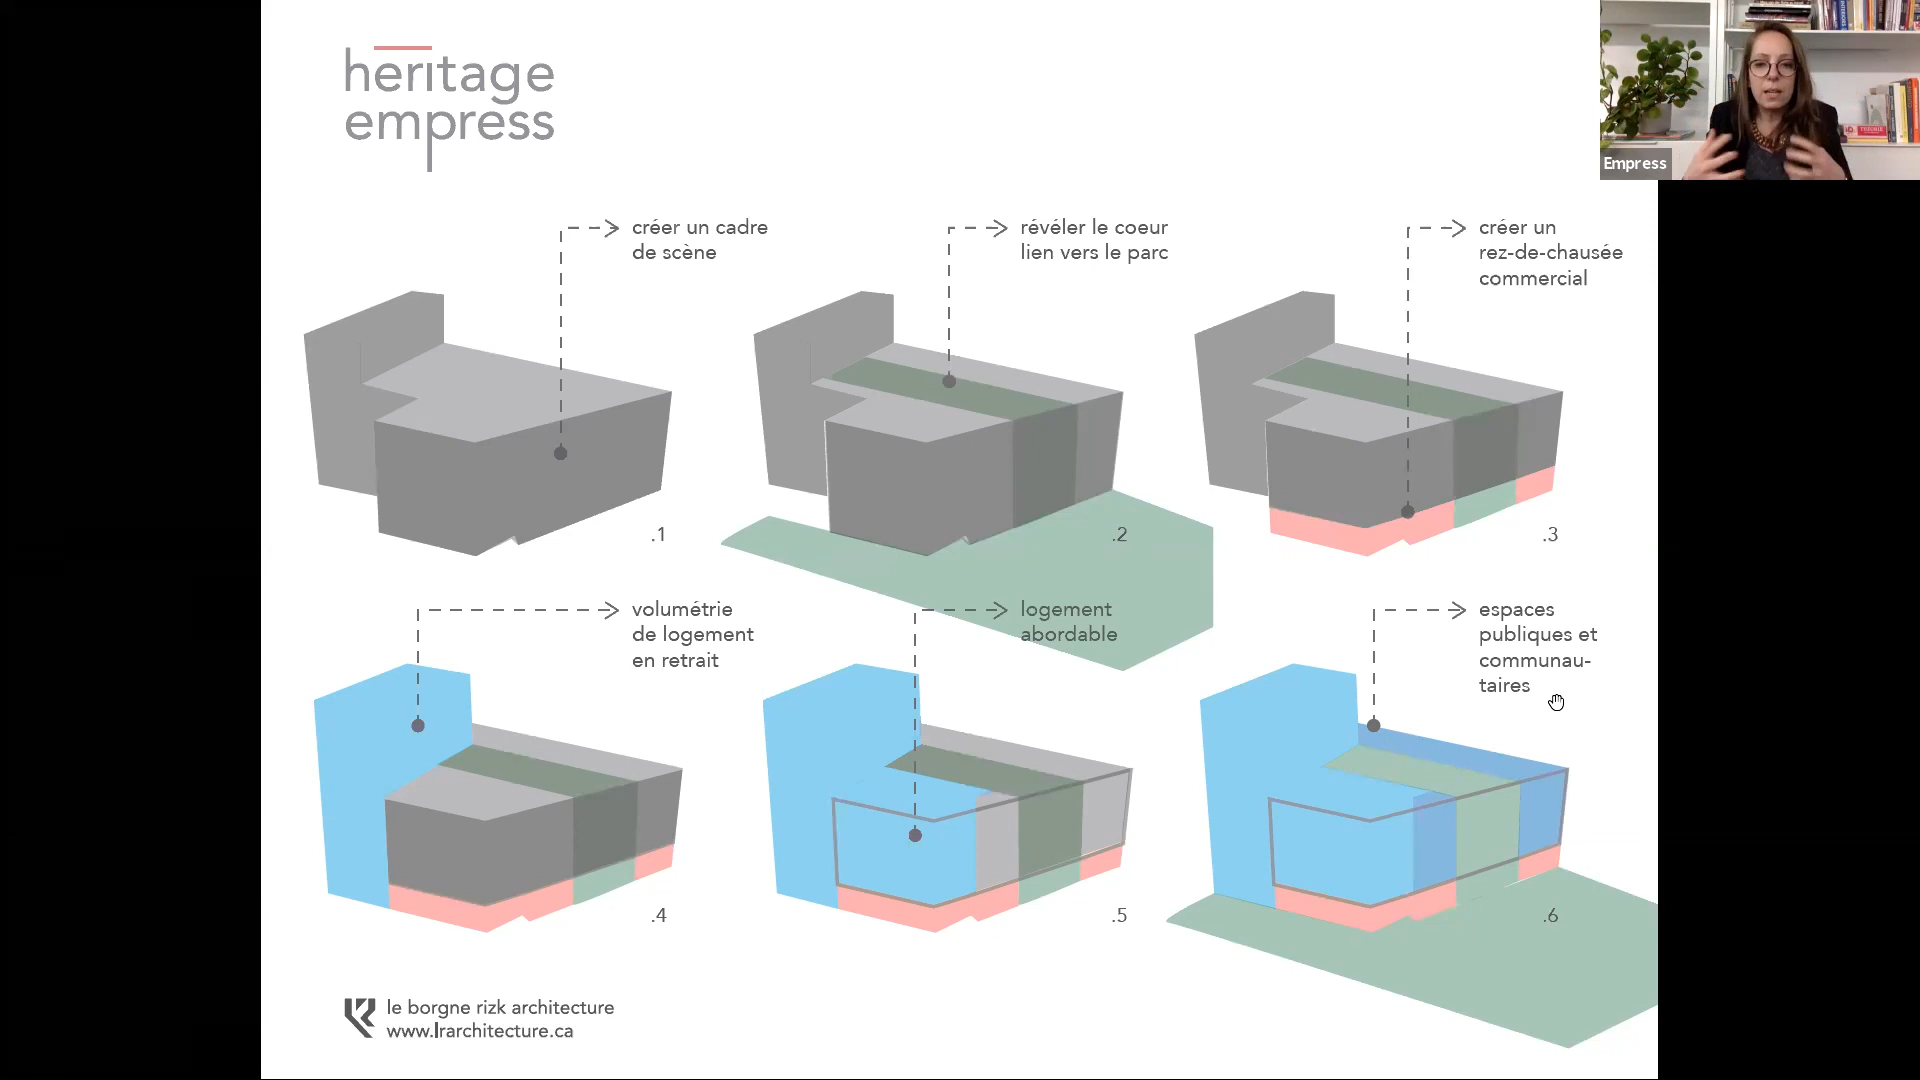 heritage
empress
Empress
THEORIE
créer un cadre
de scène
révéler le coeur
lien vers le parc
créer un
rez-de-chausée
commercial
.1
.2
.3
volumétrie
de logement
en retrait
logement
abordable
espaces
publiques et
communau-
taires
.4
.5
.6
le borgne rizk architecture
www.lrarchitecture.ca